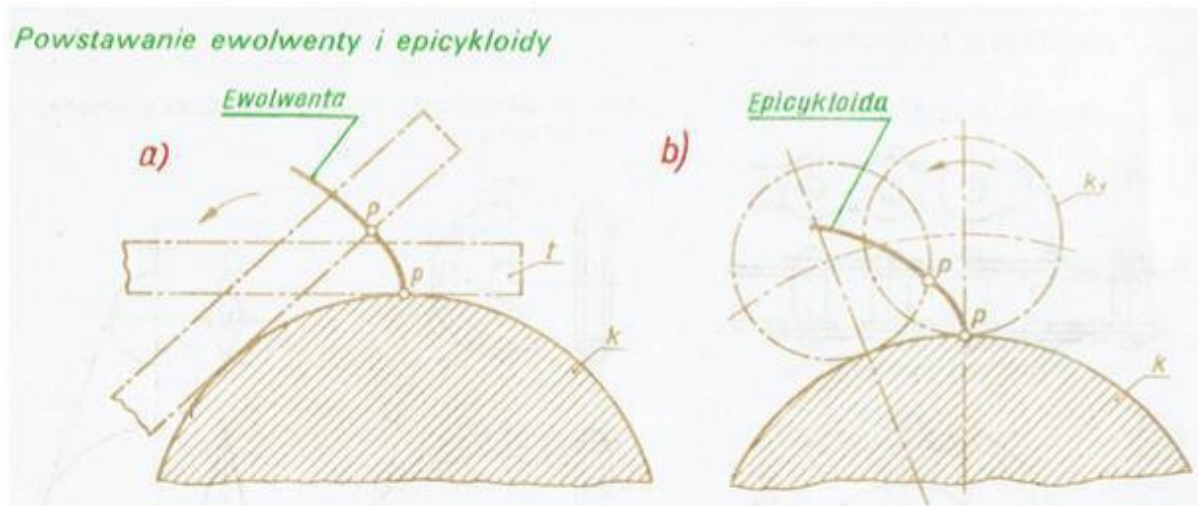 Powstawanie ewolwenty i epicykloidy
Ewolwenta
a)
p
p
t
k
Epicykloida
b)
k₁
p
p
k